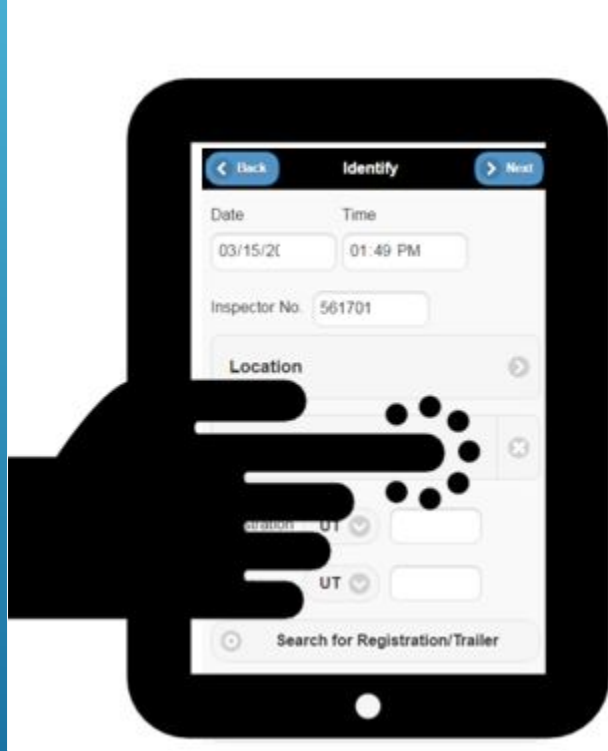 Back Identify Next
Date Time
03/15/20 01:49 PM
Inspector No. 561701
Location
UT
UT
Search for Registration/Trailer